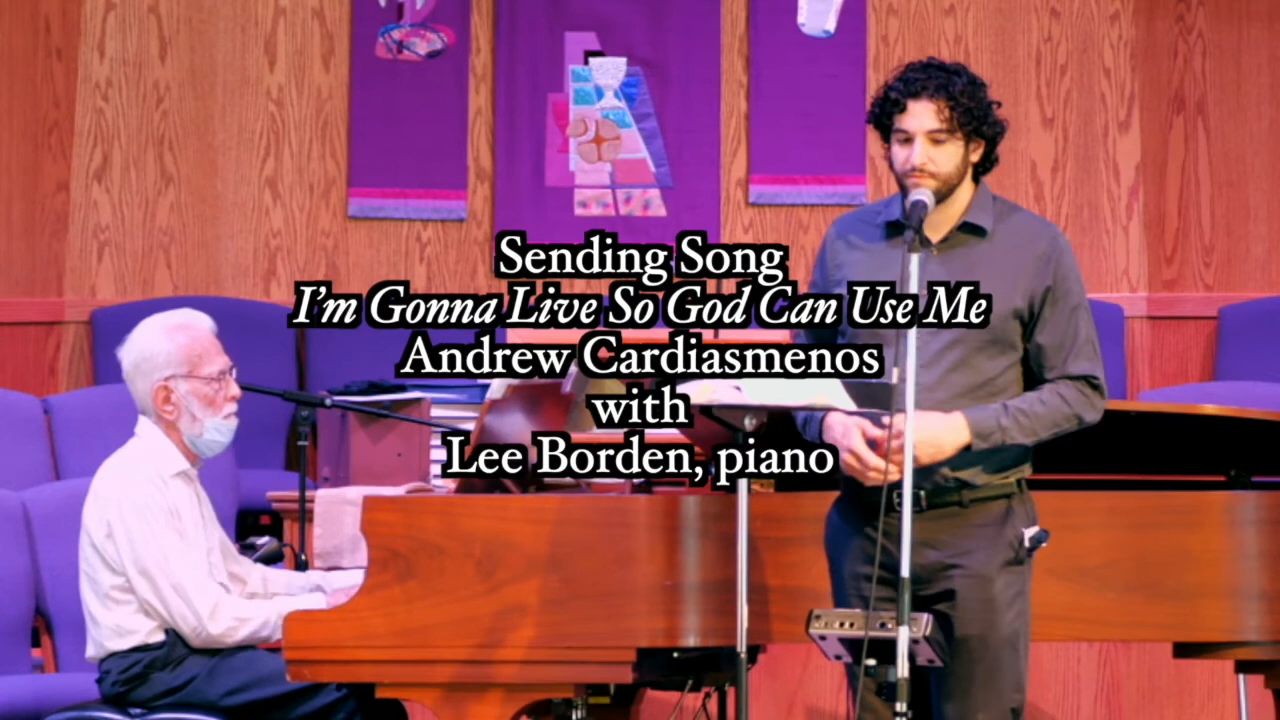 Sending Song
I'm Gonna Live So God Can Use Me
Andrew Cardiasmenos
with
Lee Borden, piano